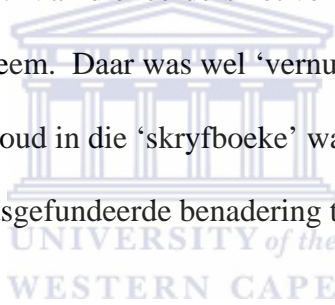 eem. Daar was wel ‘vernu
oud in die ‘skryfboeke’ wa
sgefundeerde benadering t
UNIVERSITY of the
WESTERN CAPE